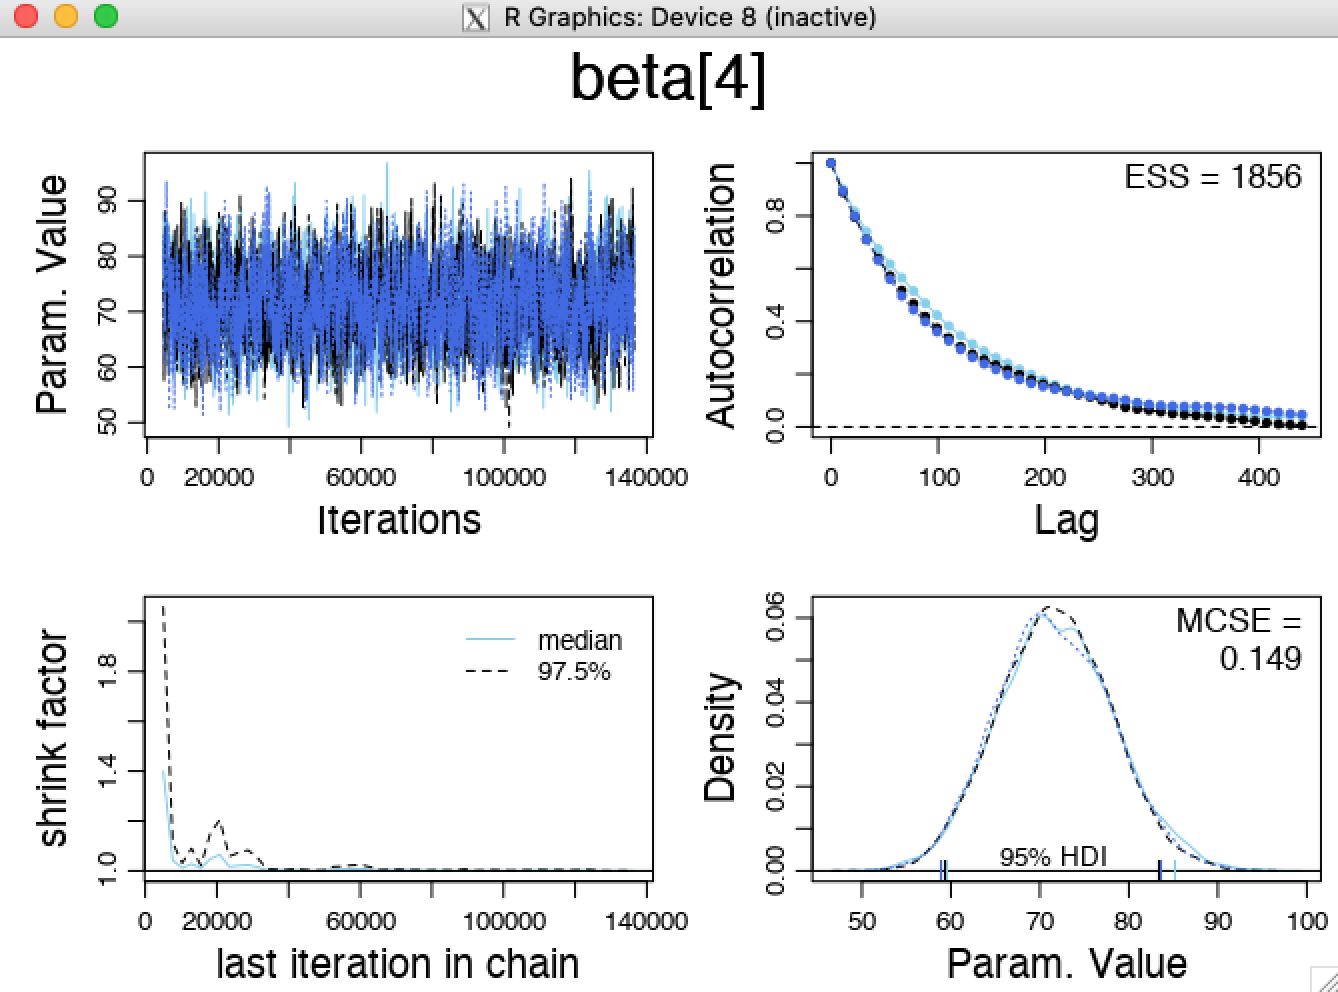 R Graphics: Device 8 (inactive)
beta[4]
Param. Value
90
80
70
60
50
0 20000 60000 100000 140000
Iterations
Autocorrelation
0.8
0.4
0.0
ESS = 1856
0 100 200 300 400
Lag
shrink factor
1.8
1.4
1.0
median
97.5%
0 20000 60000 100000 140000
last iteration in chain
Density
0.06
0.04
0.02
0.00
MCSE =
0.149
95% HDI
50 60 70 80 90 100
Param. Value